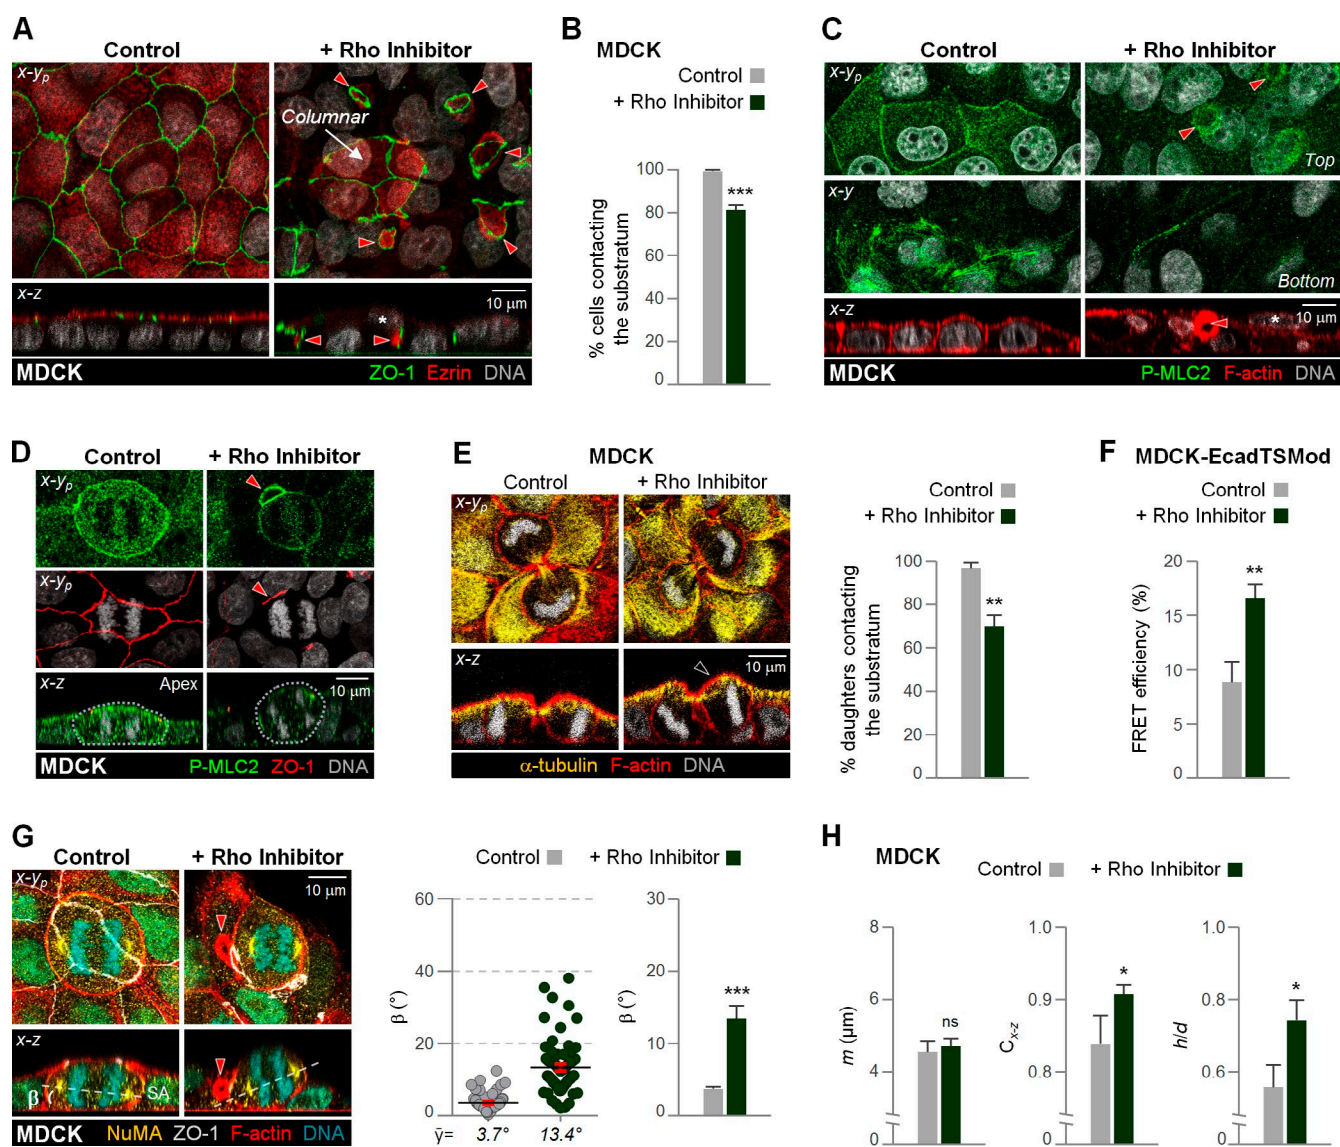 A
Control
+ Rho Inhibitor
x-yp
Columnar
x-z
10 µm
*
MDCK
ZO-1 Ezrin DNA
B
MDCK
Control
+ Rho Inhibitor
% cells contacting
the substratum
100
80
60
40
20
0
***
C
Control
+ Rho Inhibitor
x-yp
Top
x-y
Bottom
x-z
10 µm
*
MDCK
P-MLC2 F-actin DNA
D
Control
+ Rho Inhibitor
x-yp
x-yp
x-z
Apex
10 µm
MDCK
P-MLC2 ZO-1 DNA
E
MDCK
Control
+ Rho Inhibitor
x-yp
x-z
10 µm
α-tubulin F-actin DNA
Control
+ Rho Inhibitor
% daughters contacting
the substratum
100
80
60
40
20
0
**
F
MDCK-EcadTSMod
Control
+ Rho Inhibitor
FRET efficiency (%)
20
15
10
5
0
**
G
Control
+ Rho Inhibitor
x-yp
10 µm
x-z
β
SA
MDCK
NuMA ZO-1 F-actin DNA
Control
+ Rho Inhibitor
β (°)
60
40
20
0
ȳ= 3.7° 13.4°
β (°)
30
20
10
0
***
H
MDCK
Control
+ Rho Inhibitor
m (µm)
8
6
4
0
ns
Cx-z
1.0
0.9
0.8
0
*
h/d
1.0
0.8
0.6
0
*